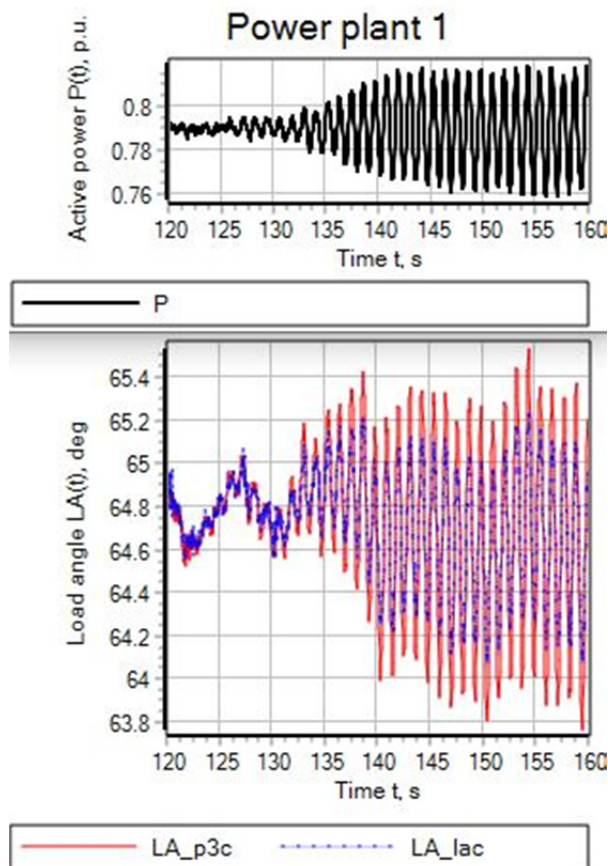 Power plant 1
Active power P(t), p.u.
0.8
0.78
0.76
120 125 130 135 140 145 150 155 160
Time t, s
P
Load angle LA(t), deg
65.4
65.2
65
64.8
64.6
64.4
64.2
64
63.8
120 125 130 135 140 145 150 155 160
Time t, s
LA_p3c LA_lac